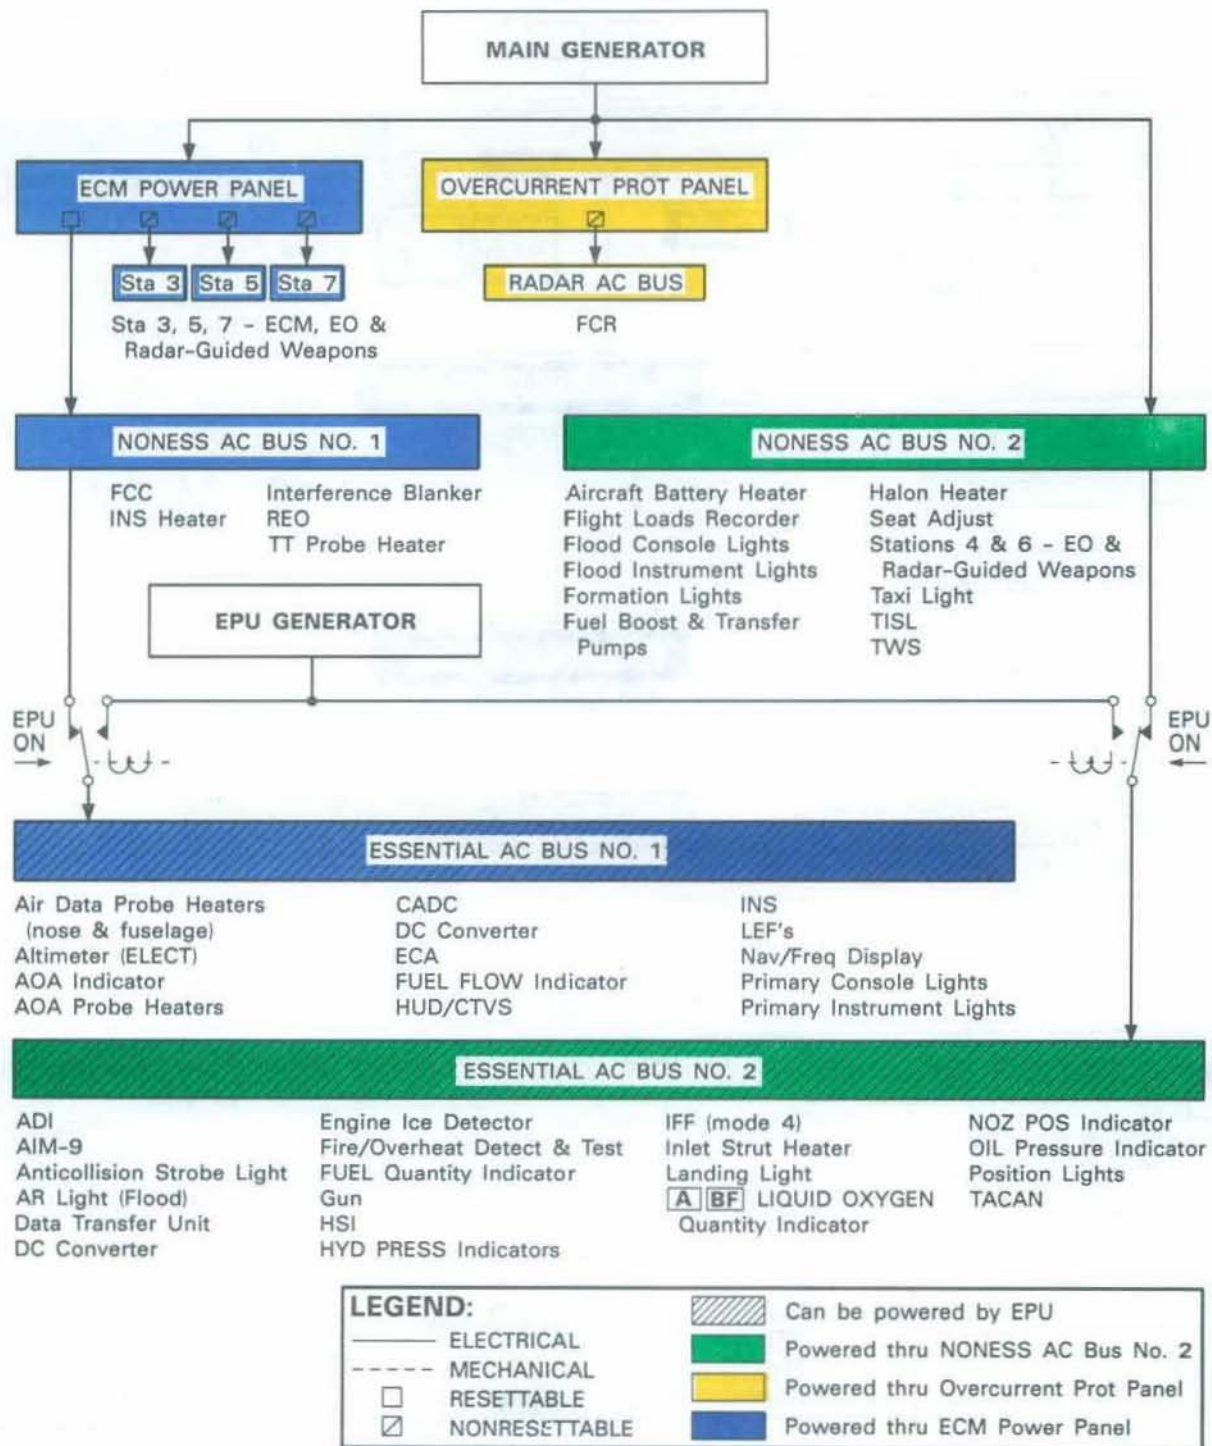 MAIN GENERATOR
ECM POWER PANEL
OVERCURRENT PROT PANEL
Sta 3
Sta 5
Sta 7
RADAR AC BUS
Sta 3, 5, 7 - ECM, EO &
Radar-Guided Weapons
FCR
NONESS AC BUS NO. 1
NONESS AC BUS NO. 2
FCC
INS Heater
Interference Blanker
REO
TT Probe Heater
Aircraft Battery Heater
Flight Loads Recorder
Flood Console Lights
Flood Instrument Lights
Formation Lights
Fuel Boost & Transfer
Pumps
Halon Heater
Seat Adjust
Stations 4 & 6 - EO &
Radar-Guided Weapons
Taxi Light
TISL
TWS
EPU GENERATOR
EPU
ON
EPU
ON
ESSENTIAL AC BUS NO. 1
Air Data Probe Heaters
(nose & fuselage)
Altimeter (ELECT)
AOA Indicator
AOA Probe Heaters
CADC
DC Converter
ECA
FUEL FLOW Indicator
HUD/CTVS
INS
LEF's
Nav/Freq Display
Primary Console Lights
Primary Instrument Lights
ESSENTIAL AC BUS NO. 2
ADI
AIM-9
Anticollision Strobe Light
AR Light (Flood)
Data Transfer Unit
DC Converter
Engine Ice Detector
Fire/Overheat Detect & Test
FUEL Quantity Indicator
Gun
HSI
HYD PRESS Indicators
IFF (mode 4)
Inlet Strut Heater
Landing Light
A BF LIQUID OXYGEN
Quantity Indicator
NOZ POS Indicator
OIL Pressure Indicator
Position Lights
TACAN
LEGEND:
ELECTRICAL
MECHANICAL
RESETTABLE
NONRESETTABLE
Can be powered by EPU
Powered thru NONESS AC Bus No. 2
Powered thru Overcurrent Prot Panel
Powered thru ECM Power Panel